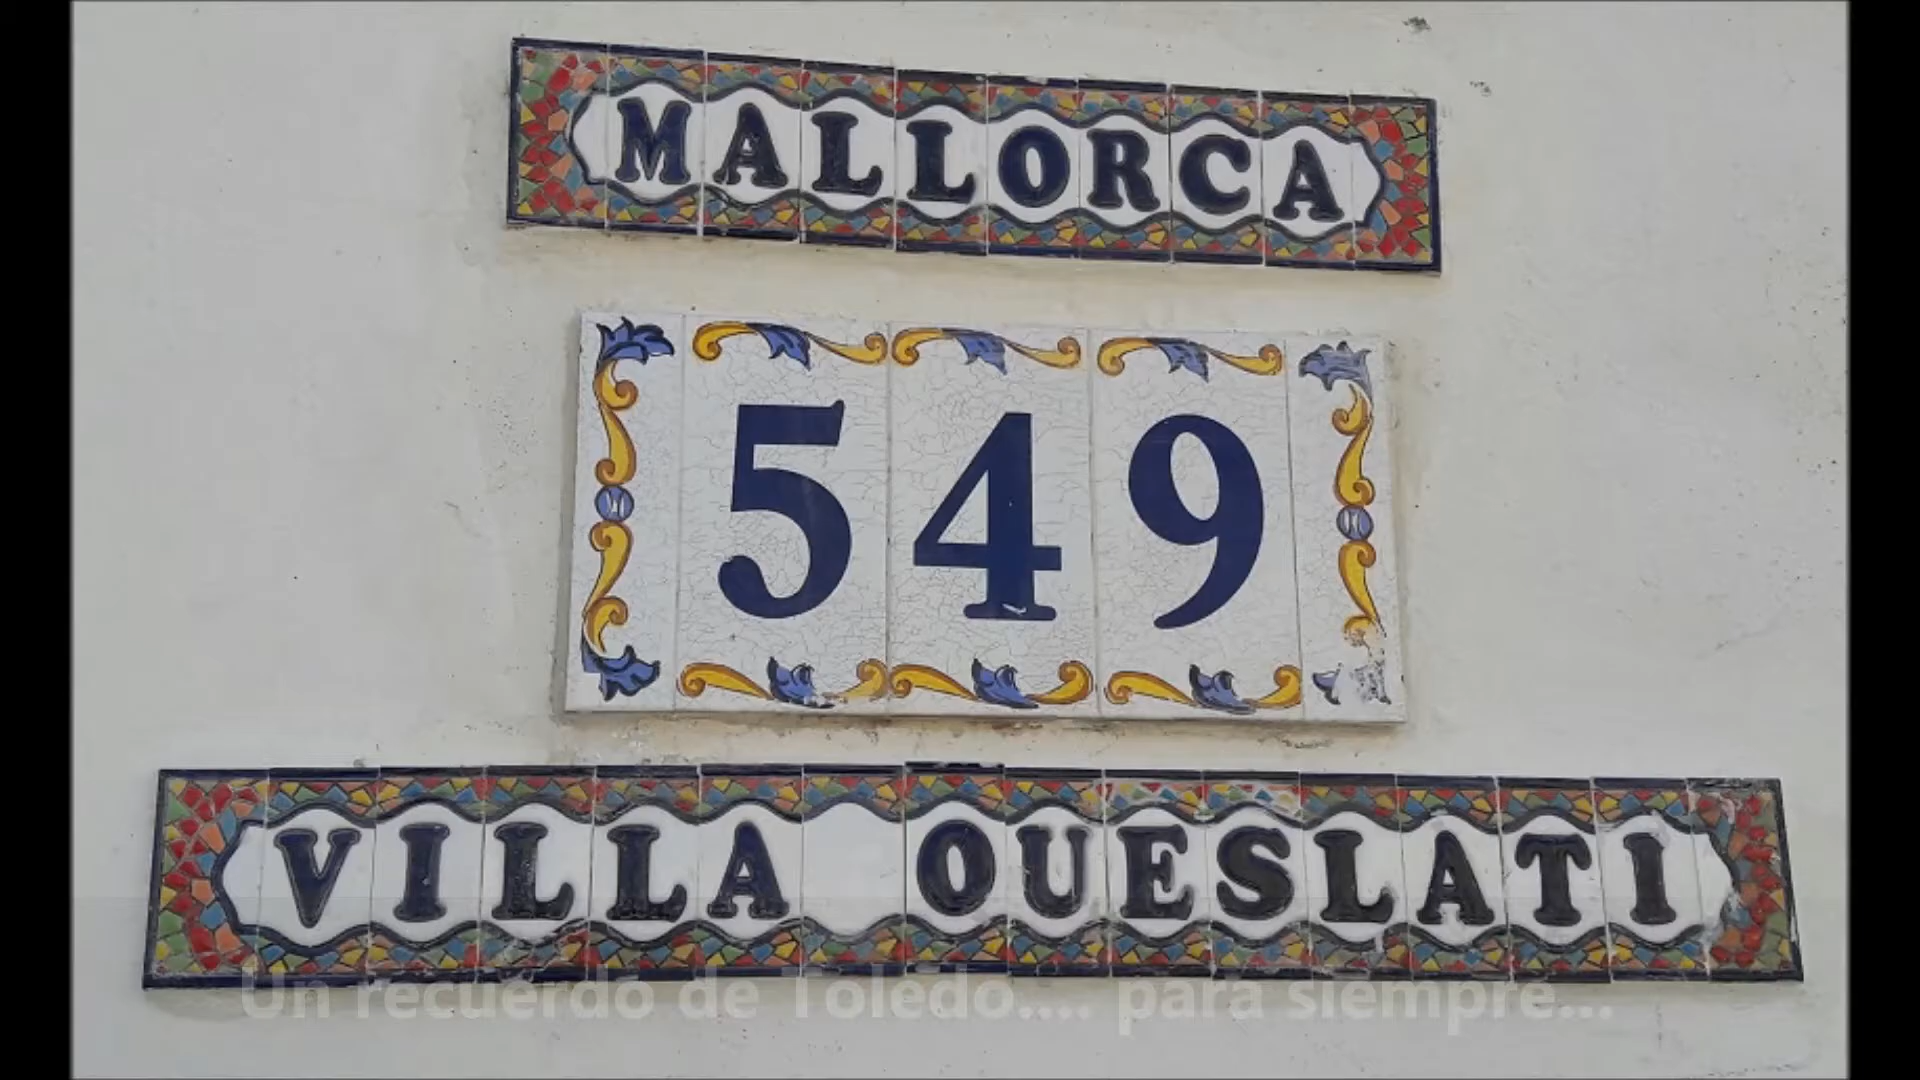 MALLORCA
549
VILLA OUESLATI
Un recuerdo de Toledo.... para siempre...